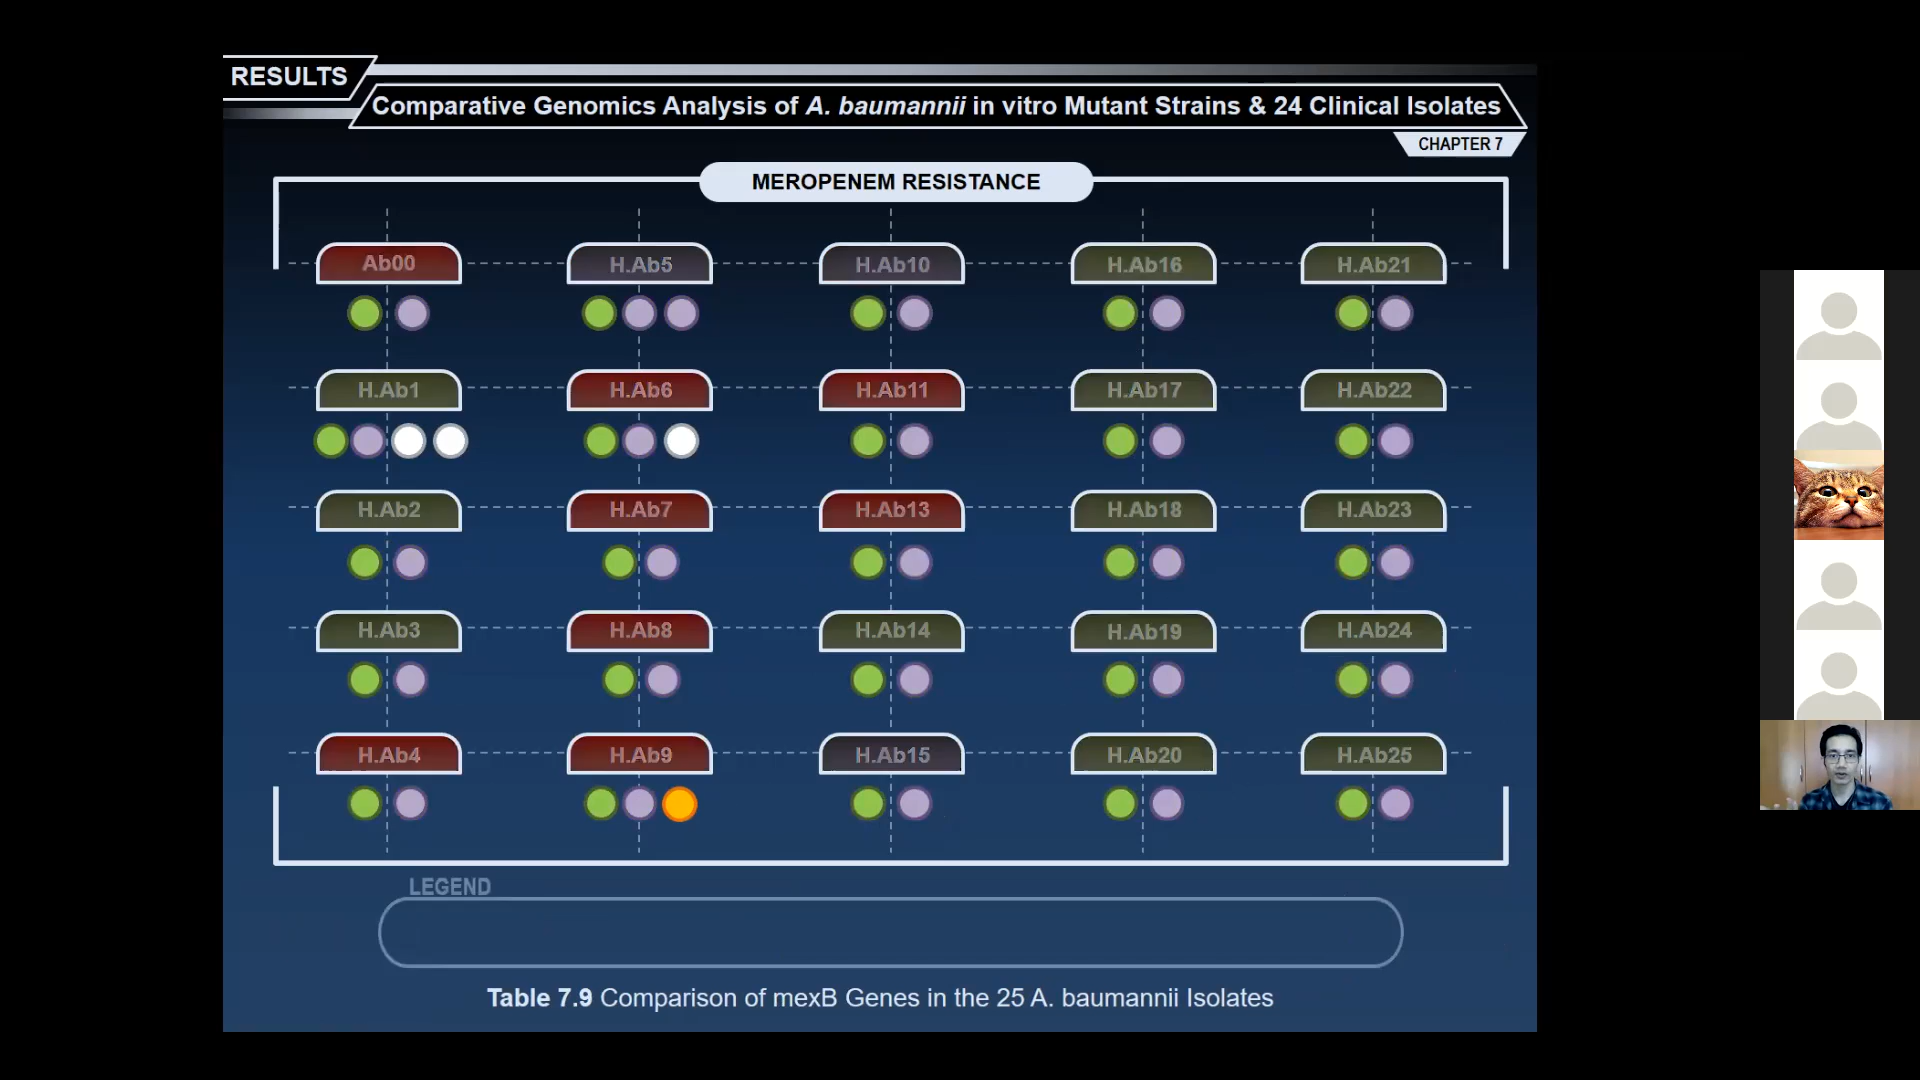 RESULTS
Comparative Genomics Analysis of A. baumannii in vitro Mutant Strains & 24 Clinical Isolates
CHAPTER 7
MEROPENEM RESISTANCE
Ab00 H.Ab5 H.Ab10 H.Ab16 H.Ab21
H.Ab1 H.Ab6 H.Ab11 H.Ab17 H.Ab22
H.Ab2 H.Ab7 H.Ab13 H.Ab18 H.Ab23
H.Ab3 H.Ab8 H.Ab14 H.Ab19 H.Ab24
H.Ab4 H.Ab9 H.Ab15 H.Ab20 H.Ab25
LEGEND
Table 7.9 Comparison of mexB Genes in the 25 A. baumannii Isolates